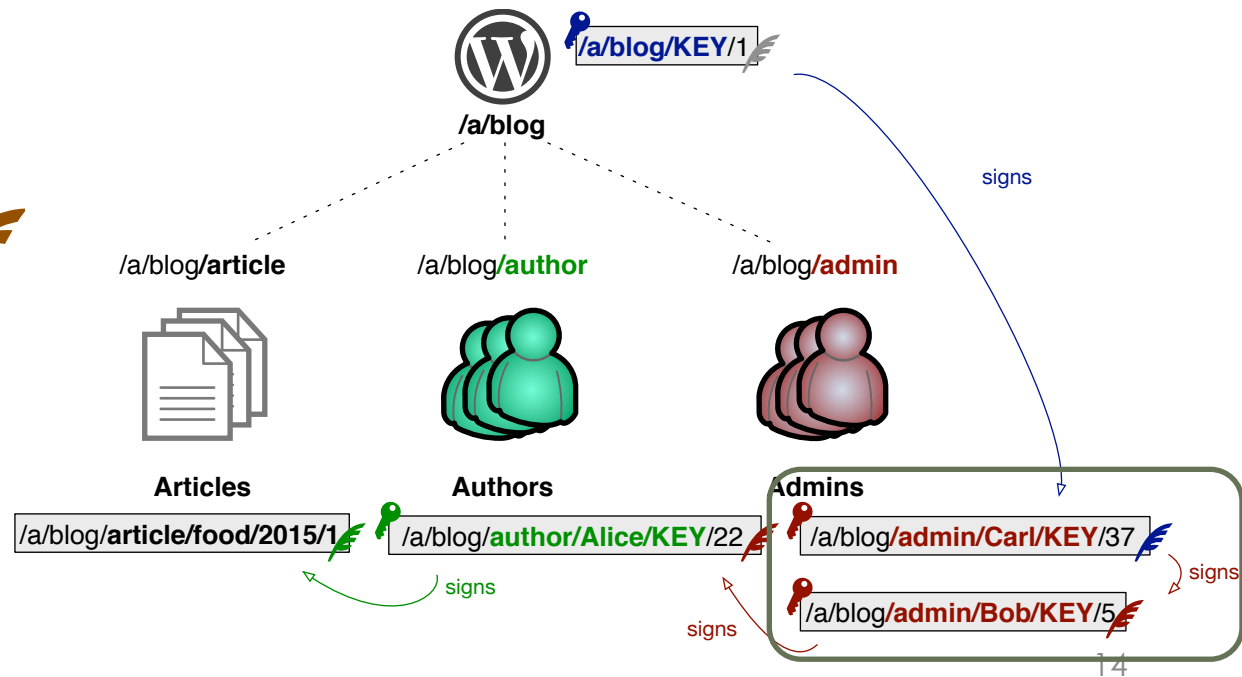 /a/blog/KEY/1
/a/blog
signs
/a/blog/article
/a/blog/author
/a/blog/admin
Articles
Authors
Admins
/a/blog/article/food/2015/1
/a/blog/author/Alice/KEY/22
/a/blog/admin/Carl/KEY/37
signs
signs
/a/blog/admin/Bob/KEY/5
signs
14